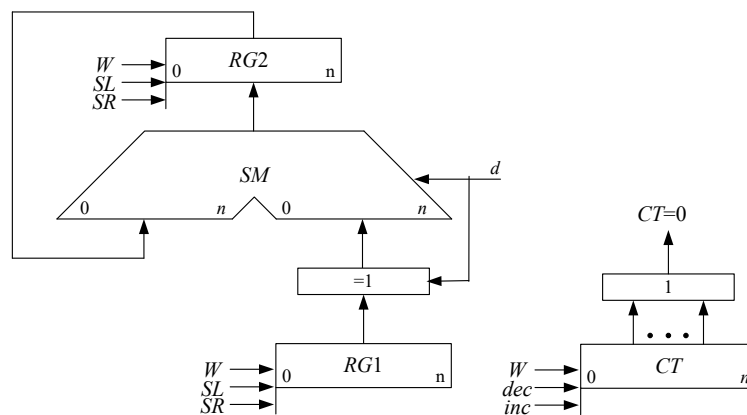 W
SL
SR
RG2
0 n
SM
0 n 0 n
d
=1
W
SL
SR
RG1
0 n
CT=0
1
• • •
W
dec
inc
CT
0 n